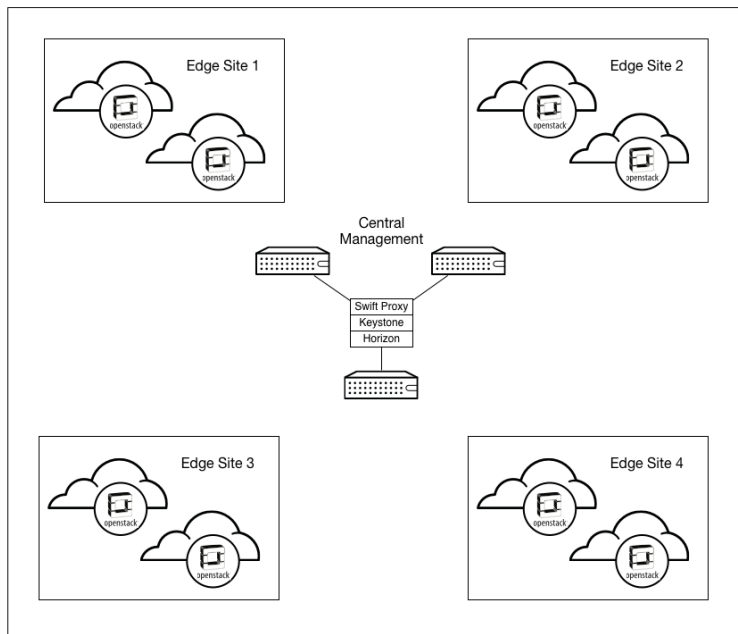 Edge Site 1
openstack
openstack
Edge Site 2
openstack
openstack
Central
Management
Swift Proxy
Keystone
Horizon
Edge Site 3
openstack
openstack
Edge Site 4
openstack
openstack